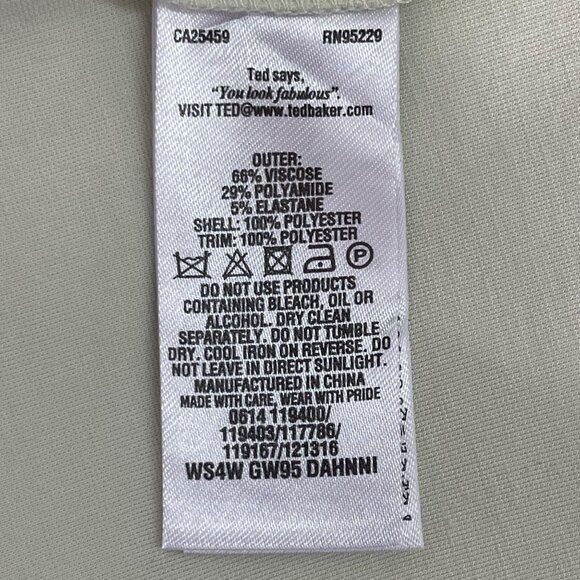 CA25459 RN95229
Ted says,
"You look fabulous".
VISIT TED@www.tedbaker.com
OUTER:
66% VISCOSE
29% POLYAMIDE
5% ELASTANE
SHELL: 100% POLYESTER
TRIM: 100% POLYESTER
P
DO NOT USE PRODUCTS
CONTAINING BLEACH, OIL OR
ALCOHOL. DRY CLEAN
SEPARATELY. DO NOT TUMBLE
DRY. COOL IRON ON REVERSE. DO
NOT LEAVE IN DIRECT SUNLIGHT.
MANUFACTURED IN CHINA
MADE WITH CARE, WEAR WITH PRIDE
0614 119400/
119403/117786/
119167/121316
WS4W GW95 DAHNNI